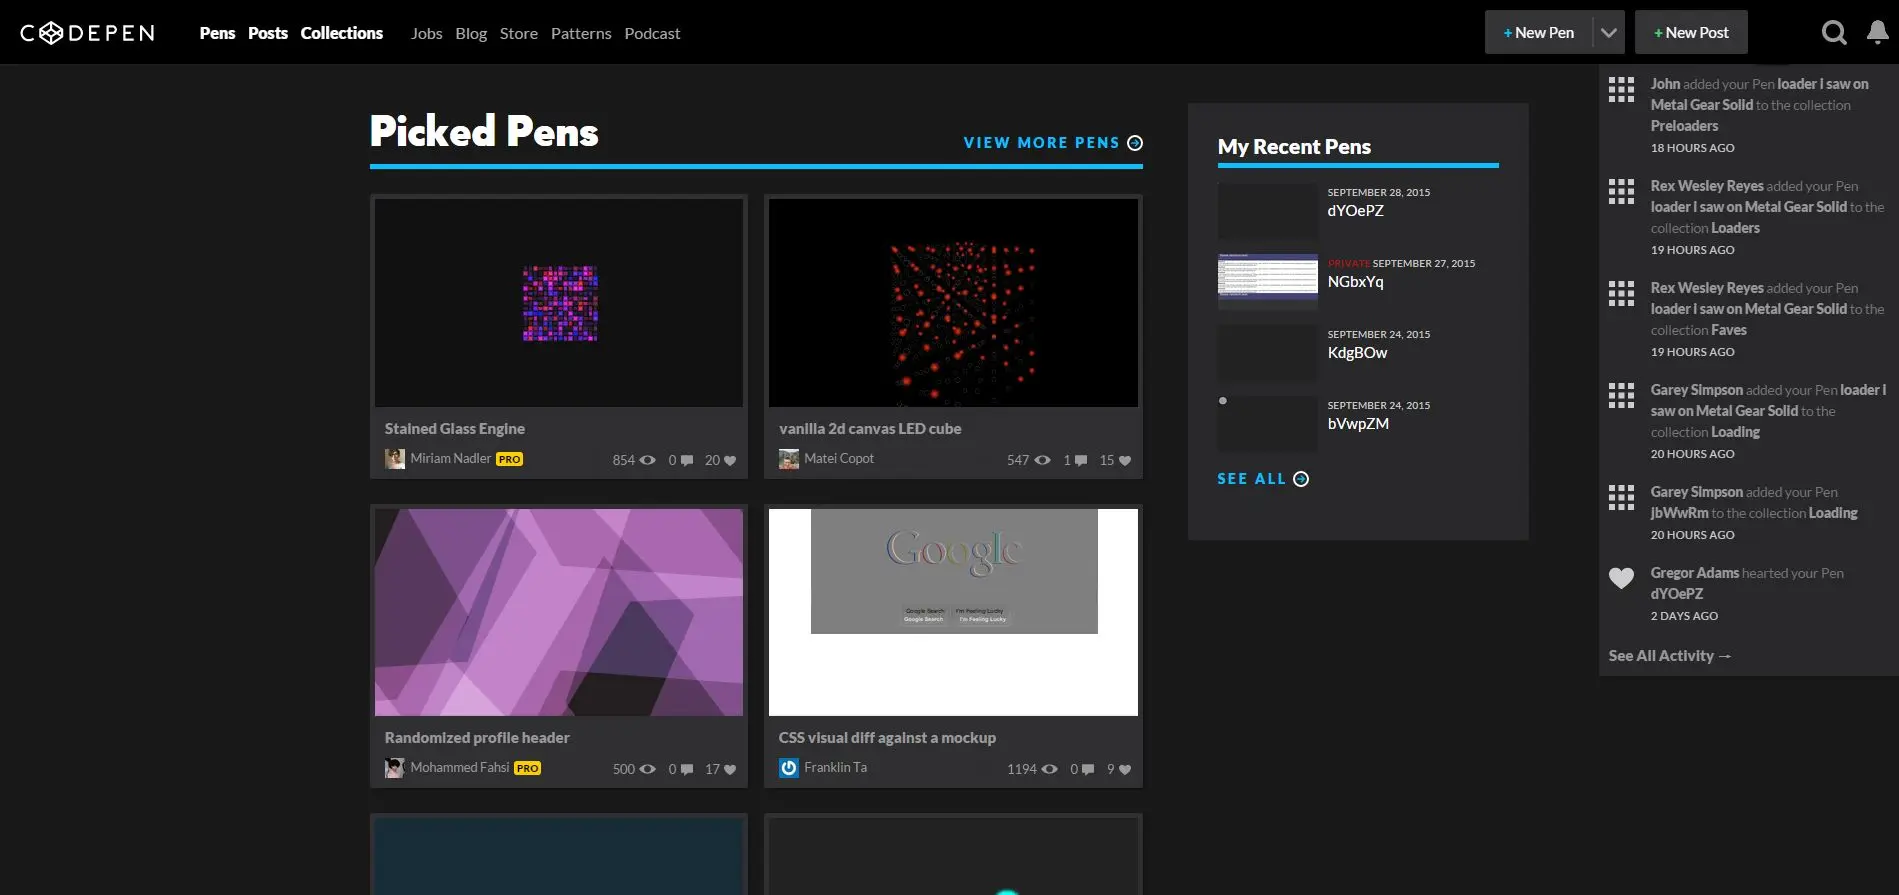 CODEPEN
Pens Posts Collections Jobs Blog Store Patterns Podcast
+ New Pen
+ New Post
Picked Pens
VIEW MORE PENS
Stained Glass Engine
Miriam Nadler PRO
854 0 20
vanilla 2d canvas LED cube
Matei Copot
547 1 15
Google
Google Search I'm Feeling Lucky
Google Search I'm Feeling Lucky
Randomized profile header
Mohammed Fahsi PRO
500 0 17
CSS visual diff against a mockup
Franklin Ta
1194 0 9
My Recent Pens
SEPTEMBER 28, 2015
dYOePZ
PRIVATE SEPTEMBER 27, 2015
NGbxYq
SEPTEMBER 24, 2015
KdgBOw
SEPTEMBER 24, 2015
bVwpZM
SEE ALL
John added your Pen loader i saw on
Metal Gear Solid to the collection
Preloaders
18 HOURS AGO
Rex Wesley Reyes added your Pen
loader i saw on Metal Gear Solid to the
collection Loaders
19 HOURS AGO
Rex Wesley Reyes added your Pen
loader i saw on Metal Gear Solid to the
collection Faves
19 HOURS AGO
Garey Simpson added your Pen loader i
saw on Metal Gear Solid to the
collection Loading
20 HOURS AGO
Garey Simpson added your Pen
jbWwRm to the collection Loading
20 HOURS AGO
Gregor Adams hearted your Pen
dYOePZ
2 DAYS AGO
See All Activity →